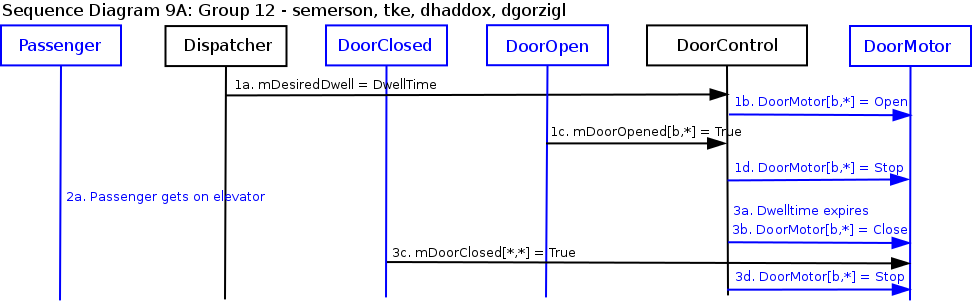 Sequence Diagram 9A: Group 12 - semerson, tke, dhaddox, dgorzigl
Passenger
Dispatcher
DoorClosed
DoorOpen
DoorControl
DoorMotor
1a. mDesiredDwell = DwellTime
1b. DoorMotor[b,*] = Open
1c. mDoorOpened[b,*] = True
1d. DoorMotor[b,*] = Stop
2a. Passenger gets on elevator
3a. Dwelltime expires
3b. DoorMotor[b,*] = Close
3c. mDoorClosed[*,*] = True
3d. DoorMotor[b,*] = Stop